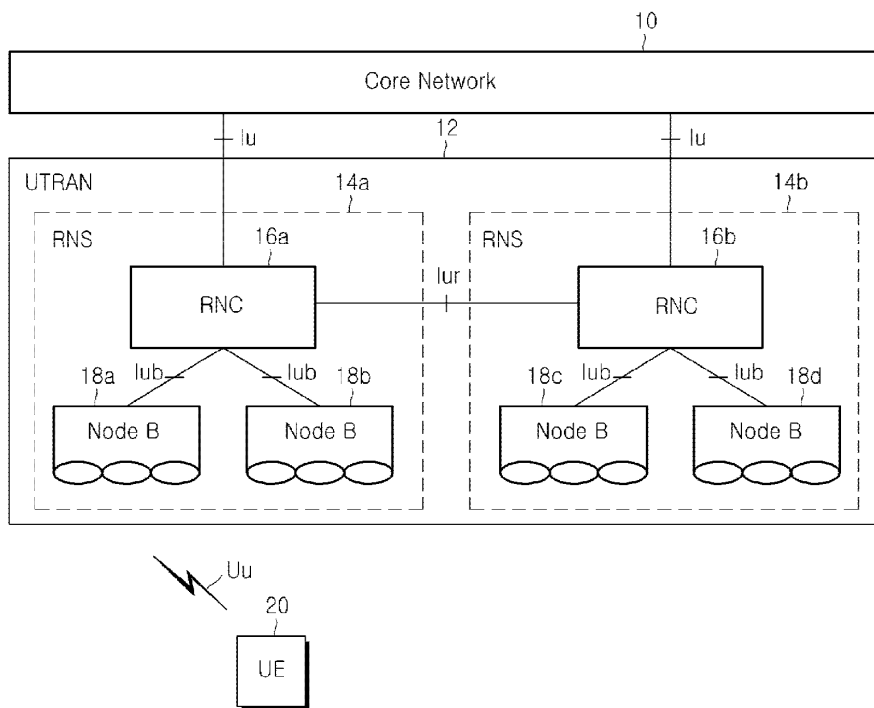 10
Core Network
Iu
12
Iu
UTRAN
14a
14b
RNS
16a
RNS
16b
Iur
RNC
RNC
18a
Iub
Iub
18b
18c
Iub
Iub
18d
Node B
Node B
Node B
Node B
Uu
20
UE